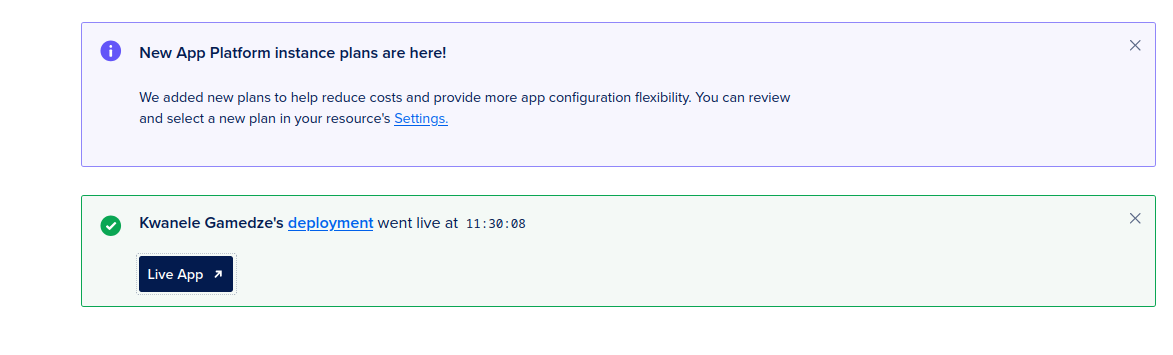 New App Platform instance plans are here!
We added new plans to help reduce costs and provide more app configuration flexibility. You can review
and select a new plan in your resource's Settings.
Kwanele Gamedze's deployment went live at 11:30:08
Live App